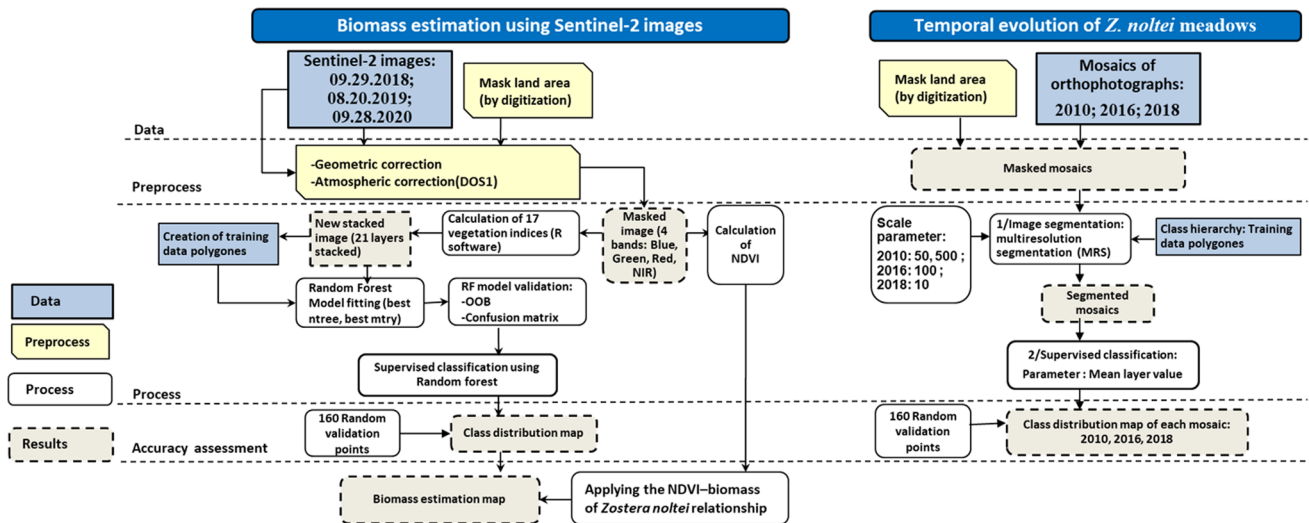 Biomass estimation using Sentinel-2 images
Temporal evolution of Z. noltei meadows
Sentinel-2 images:
09.29.2018;
08.20.2019;
09.28.2020
Mask land area
(by digitization)
Mask land area
(by digitization)
Mosaics of
orthophotographs:
2010; 2016; 2018
Data
-Geometric correction
-Atmospheric correction(DOS1)
Masked mosaics
Preprocess
Creation of training
data polygones
New stacked
image (21 layers
stacked)
Calculation of 17
vegetation indices (R
software)
Masked
image (4
bands: Blue,
Green, Red,
NIR)
Calculation
of
NDVI
Scale
parameter:
2010: 50, 500 ;
2016: 100 ;
2018: 10
1/Image segmentation:
multiresolution
segmentation (MRS)
Class hierarchy: Training
data polygones
Random Forest
Model fitting (best
ntree, best mtry)
RF model validation:
-OOB
-Confusion matrix
Segmented
mosaics
Data
Preprocess
Process
Results
Supervised classification using
Random forest
2/Supervised classification:
Parameter : Mean layer value
Process
160 Random
validation
points
Class distribution map
160 Random
validation
points
Class distribution map of each mosaic:
2010, 2016, 2018
Accuracy assessment
Biomass estimation map
Applying the NDVI–biomass
of Zostera noltei relationship